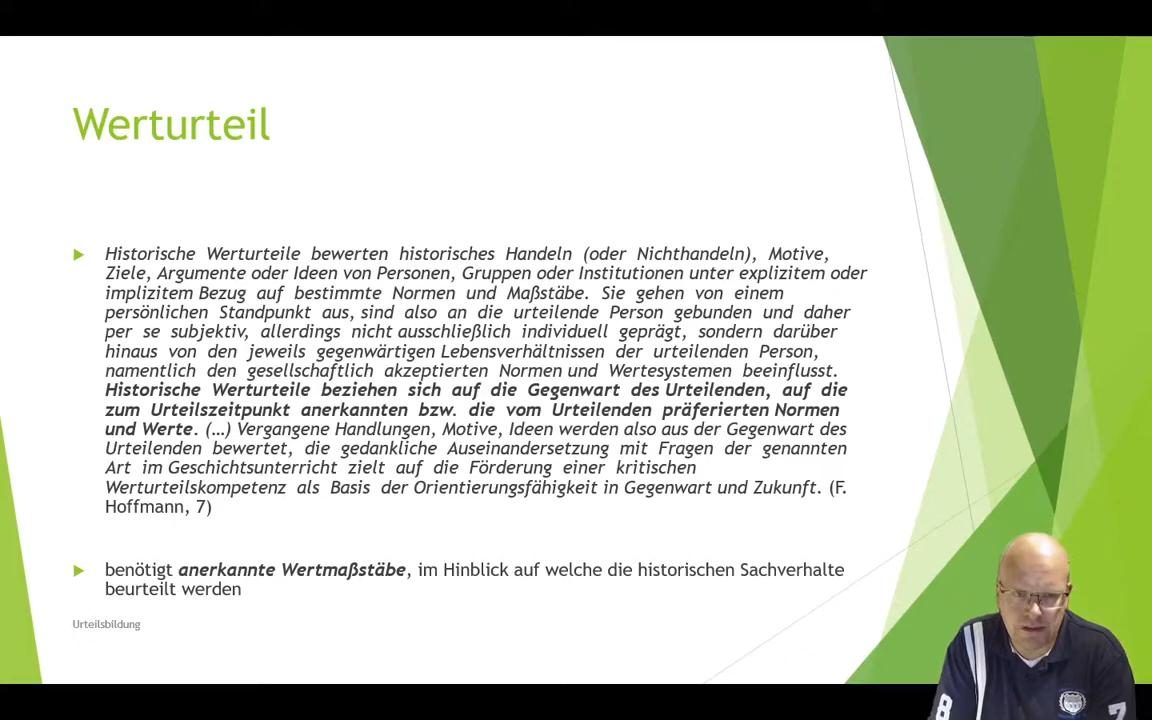 Werturteil
Historische Werturteile bewerten historisches Handeln (oder Nichthandeln), Motive,
Ziele, Argumente oder Ideen von Personen, Gruppen oder Institutionen unter explizitem oder
implizitem Bezug auf bestimmte Normen und Maßstäbe. Sie gehen von einem
persönlichen Standpunkt aus, sind also an die urteilende Person gebunden und daher
per se subjektiv, allerdings nicht ausschließlich individuell geprägt, sondern darüber
hinaus von den jeweils gegenwärtigen Lebensverhältnissen der urteilenden Person,
namentlich den gesellschaftlich akzeptierten Normen und Wertesystemen beeinflusst.
Historische Werturteile beziehen sich auf die Gegenwart des Urteilenden, auf die
zum Urteilszeitpunkt anerkannten bzw. die vom Urteilenden präferierten Normen
und Werte. (…) Vergangene Handlungen, Motive, Ideen werden also aus der Gegenwart des
Urteilenden bewertet, die gedankliche Auseinandersetzung mit Fragen der genannten
Art im Geschichtsunterricht zielt auf die Förderung einer kritischen
Werturteilskompetenz als Basis der Orientierungsfähigkeit in Gegenwart und Zukunft. (F.
Hoffmann, 7)
benötigt anerkannte Wertmaßstäbe, im Hinblick auf welche die historischen Sachverhalte
beurteilt werden
Urteilsbildung
8
7